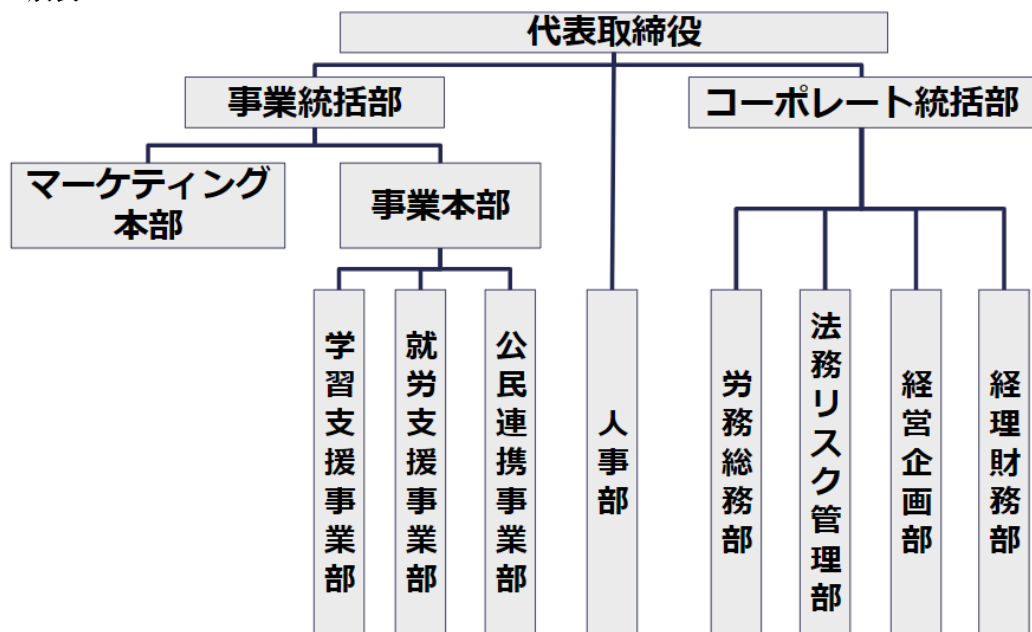 代表取締役
事業統括部
コーポレート統括部
マーケティング
本部
事業本部
学習支援事業部
就労支援事業部
公民連携事業部
人事部
労務総務部
法務リスク管理部
経営企画部
経理財務部